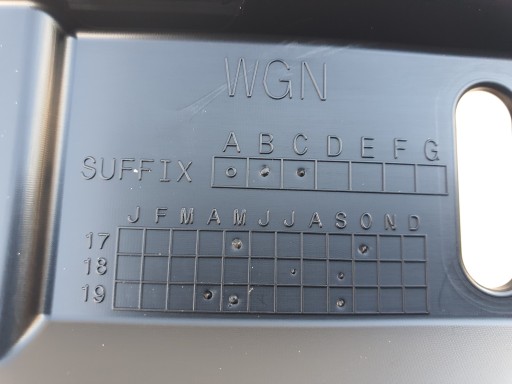 WGN
A B C D E F G
SUFFIX
J F M A M J J A S O N D
17
18
19